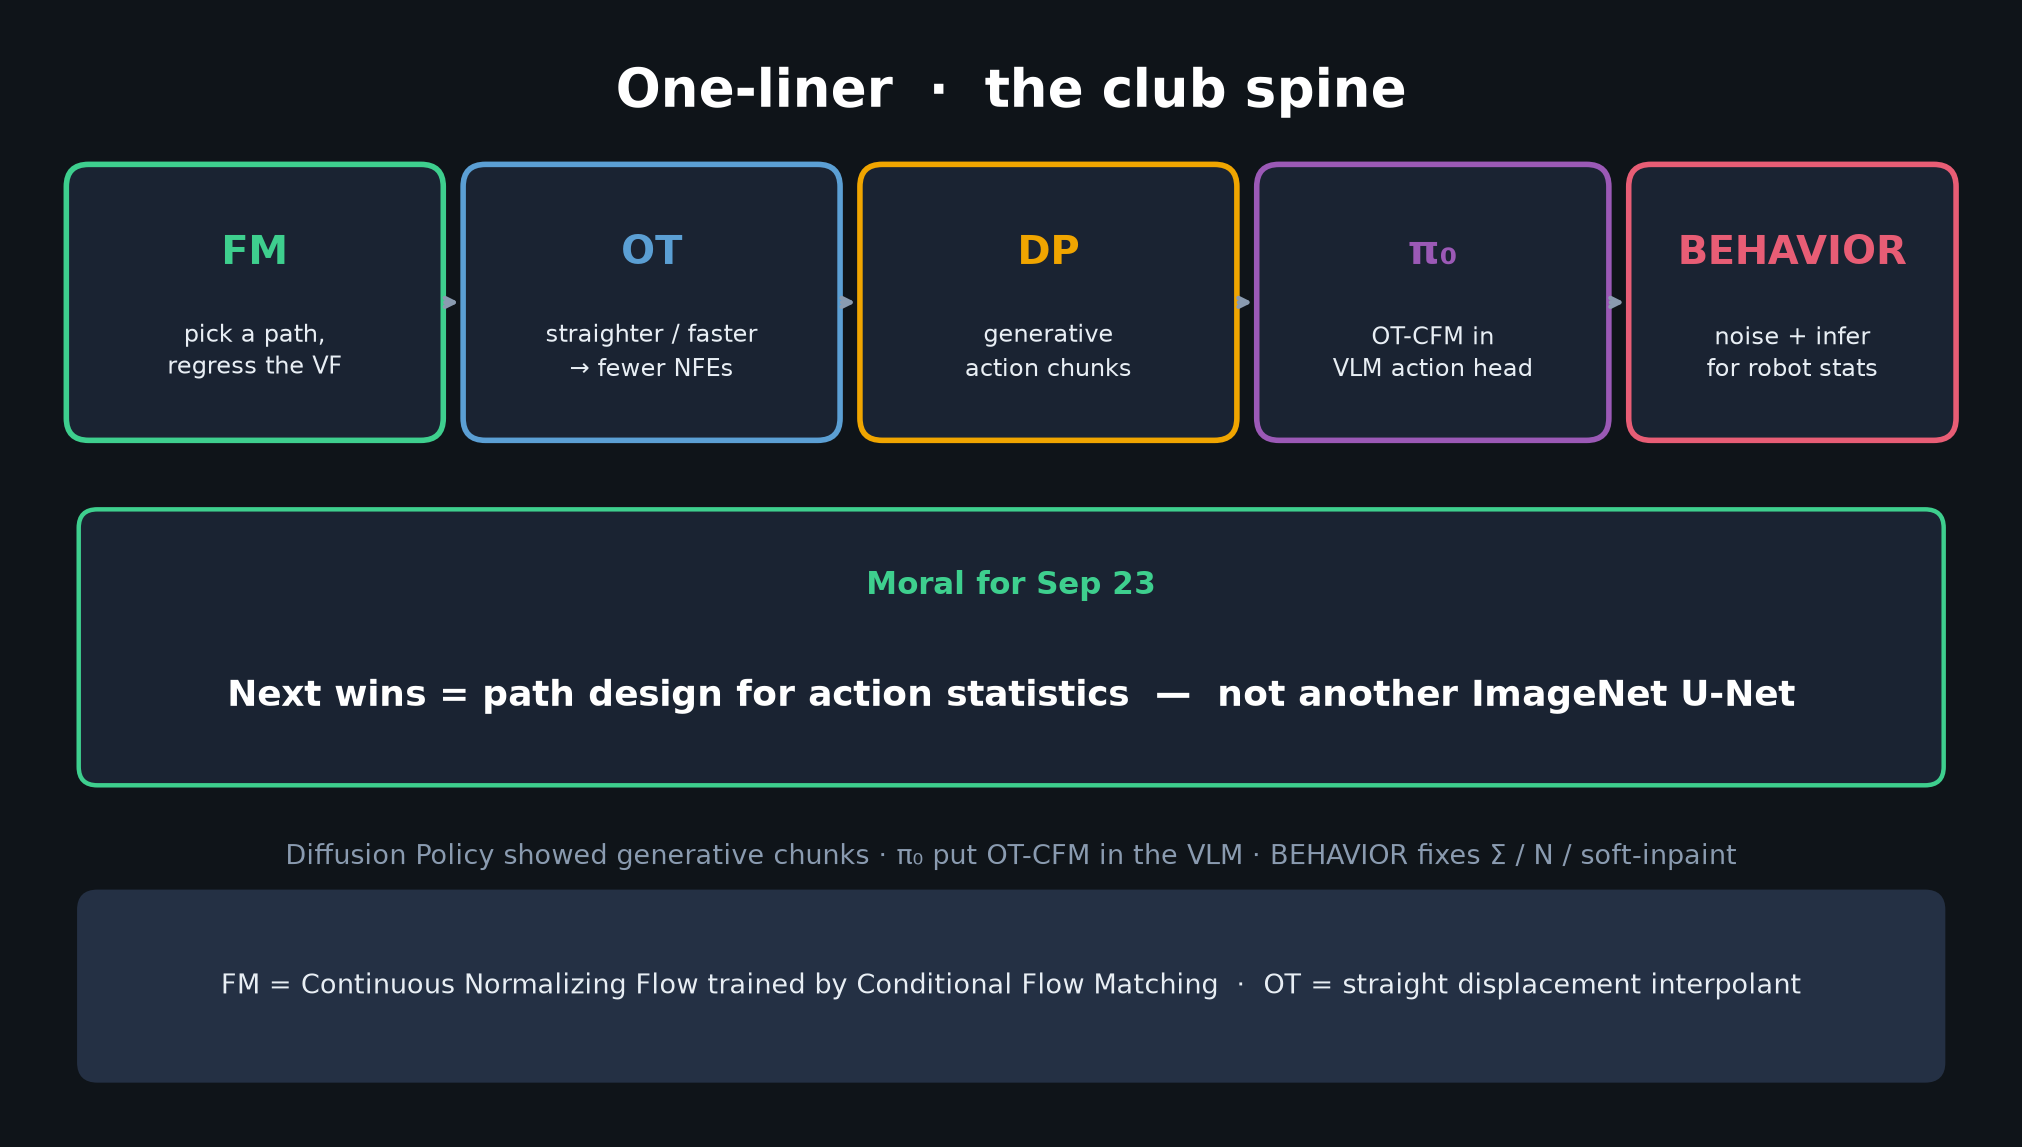 One-liner · the club spine
FM
pick a path,
regress the VF
OT
straighter / faster
→ fewer NFEs
DP
generative
action chunks
π₀
OT-CFM in
VLM action head
BEHAVIOR
noise + infer
for robot stats
Moral for Sep 23
Next wins = path design for action statistics — not another ImageNet U-Net
Diffusion Policy showed generative chunks · π₀ put OT-CFM in the VLM · BEHAVIOR fixes Σ / N / soft-inpaint
FM = Continuous Normalizing Flow trained by Conditional Flow Matching · OT = straight displacement interpolant